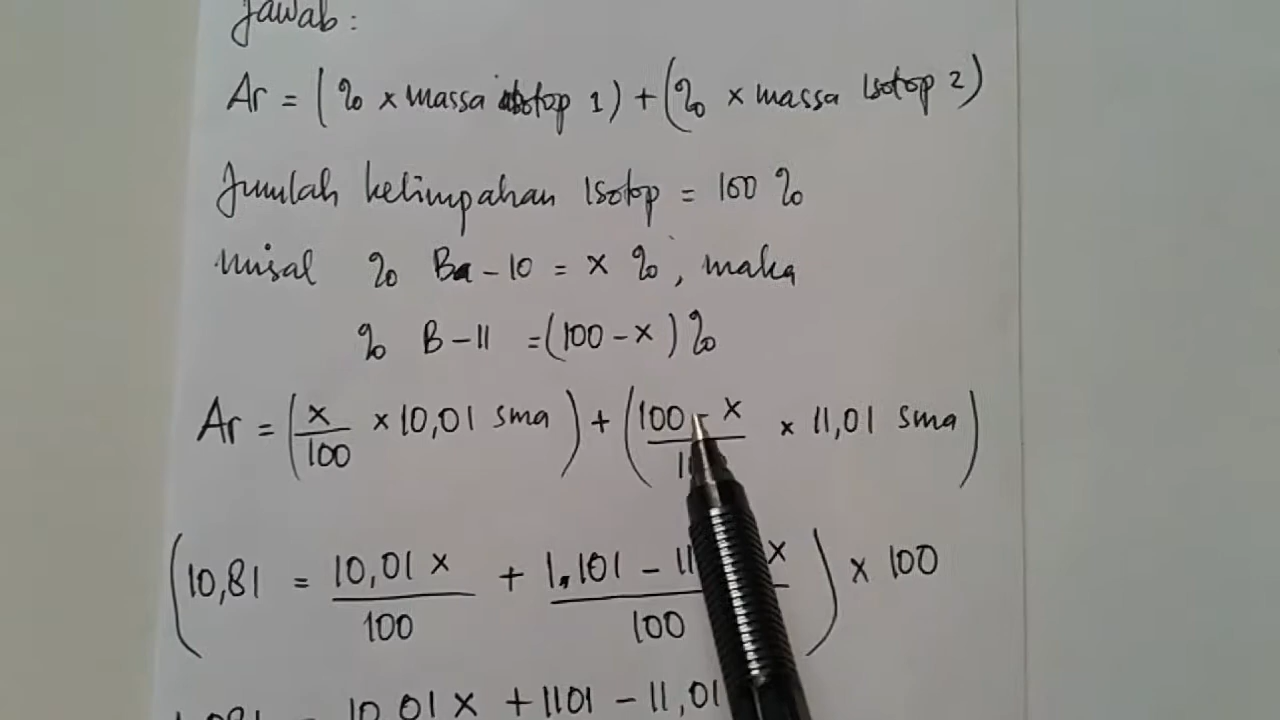 Jawab :
Ar = (% x massa isotop 1) + (% x massa Isotop 2)
Jumlah kelimpahan Isotop = 100 %
misal % Ba - 10 = x %, maka
% B - 11 = (100 - x) %
Ar = (x/100 x 10,01 sma) + (100 - x/1 x 11,01 sma)
(10,81 = 10,01 x/100 + 1.101 - 11 x/100) x 100
10,01 x + 1101 - 11,01